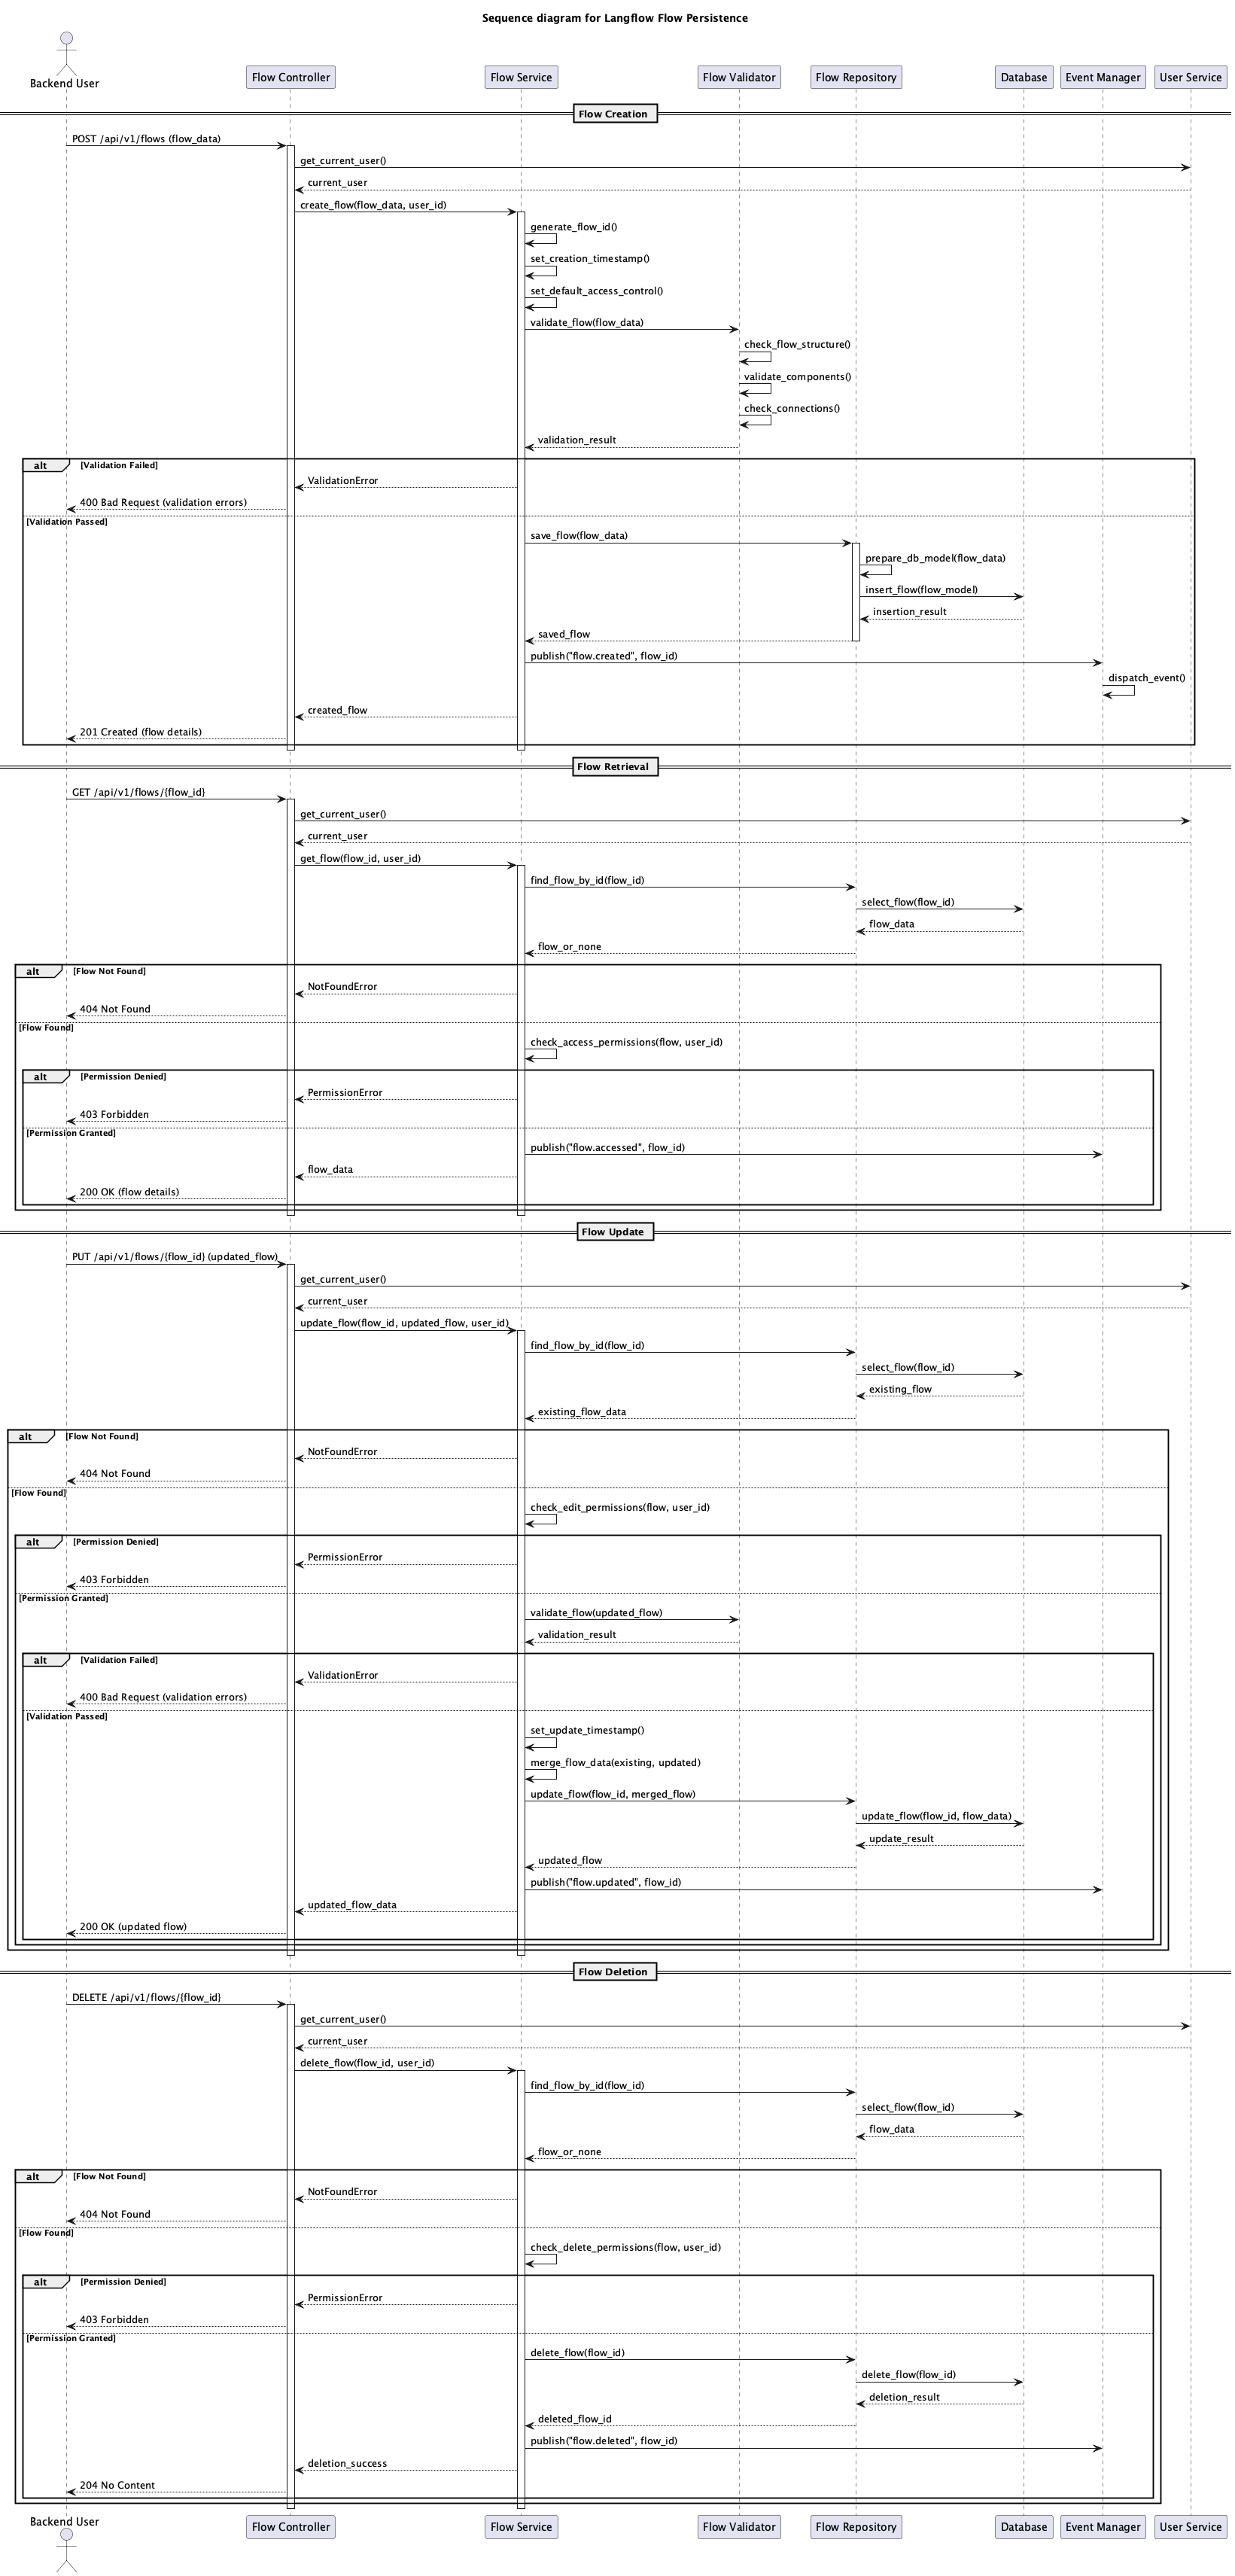 Sequence diagram for Langflow Flow Persistence
Backend User
Flow Controller
Flow Service
Flow Validator
Flow Repository
Database
Event Manager
User Service
Flow Creation
POST /api/v1/flows (flow_data)
get_current_user()
current_user
create_flow(flow_data, user_id)
generate_flow_id()
set_creation_timestamp()
set_default_access_control()
validate_flow(flow_data)
check_flow_structure()
validate_components()
check_connections()
validation_result
alt
[Validation Failed]
ValidationError
400 Bad Request (validation errors)
[Validation Passed]
save_flow(flow_data)
prepare_db_model(flow_data)
insert_flow(flow_model)
insertion_result
saved_flow
publish("flow.created", flow_id)
dispatch_event()
created_flow
201 Created (flow details)
Flow Retrieval
GET /api/v1/flows/{flow_id}
get_current_user()
current_user
get_flow(flow_id, user_id)
find_flow_by_id(flow_id)
select_flow(flow_id)
flow_data
flow_or_none
alt
[Flow Not Found]
NotFoundError
404 Not Found
[Flow Found]
check_access_permissions(flow, user_id)
alt
[Permission Denied]
PermissionError
403 Forbidden
[Permission Granted]
publish("flow.accessed", flow_id)
flow_data
200 OK (flow details)
Flow Update
PUT /api/v1/flows/{flow_id} (updated_flow)
get_current_user()
current_user
update_flow(flow_id, updated_flow, user_id)
find_flow_by_id(flow_id)
select_flow(flow_id)
existing_flow
existing_flow_data
alt
[Flow Not Found]
NotFoundError
404 Not Found
[Flow Found]
check_edit_permissions(flow, user_id)
alt
[Permission Denied]
PermissionError
403 Forbidden
[Permission Granted]
validate_flow(updated_flow)
validation_result
alt
[Validation Failed]
ValidationError
400 Bad Request (validation errors)
[Validation Passed]
set_update_timestamp()
merge_flow_data(existing, updated)
update_flow(flow_id, merged_flow)
update_flow(flow_id, flow_data)
update_result
updated_flow
publish("flow.updated", flow_id)
updated_flow_data
200 OK (updated flow)
Flow Deletion
DELETE /api/v1/flows/{flow_id}
get_current_user()
current_user
delete_flow(flow_id, user_id)
find_flow_by_id(flow_id)
select_flow(flow_id)
flow_data
flow_or_none
alt
[Flow Not Found]
NotFoundError
404 Not Found
[Flow Found]
check_delete_permissions(flow, user_id)
alt
[Permission Denied]
PermissionError
403 Forbidden
[Permission Granted]
delete_flow(flow_id)
delete_flow(flow_id)
deletion_result
deleted_flow_id
publish("flow.deleted", flow_id)
deletion_success
204 No Content
Backend User
Flow Controller
Flow Service
Flow Validator
Flow Repository
Database
Event Manager
User Service